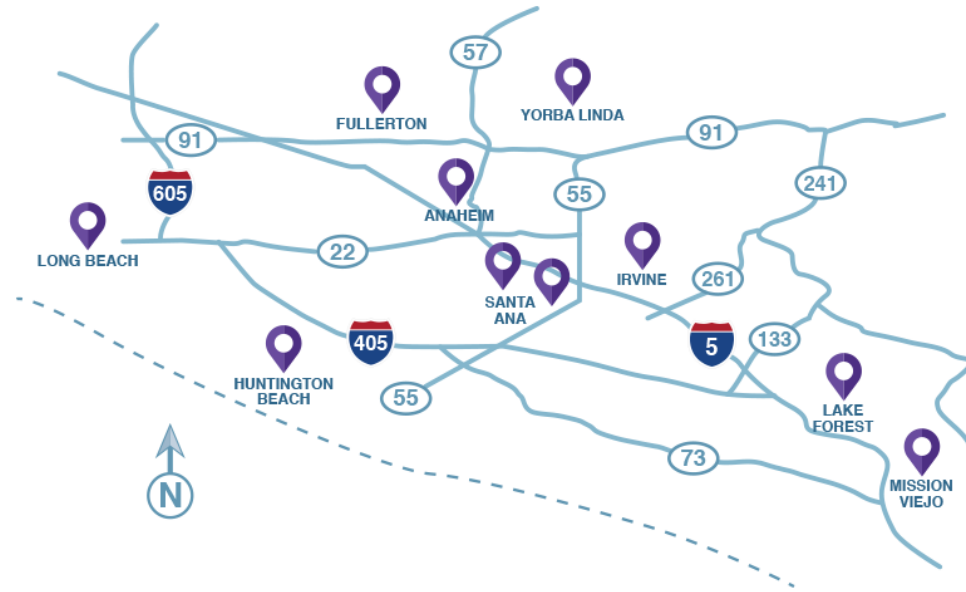 57
FULLERTON
YORBA LINDA
91
91
605
ANAHEIM
55
241
LONG BEACH
22
IRVINE
261
SANTA
ANA
405
5
133
HUNTINGTON
BEACH
55
LAKE
FOREST
73
MISSION
VIEJO
N